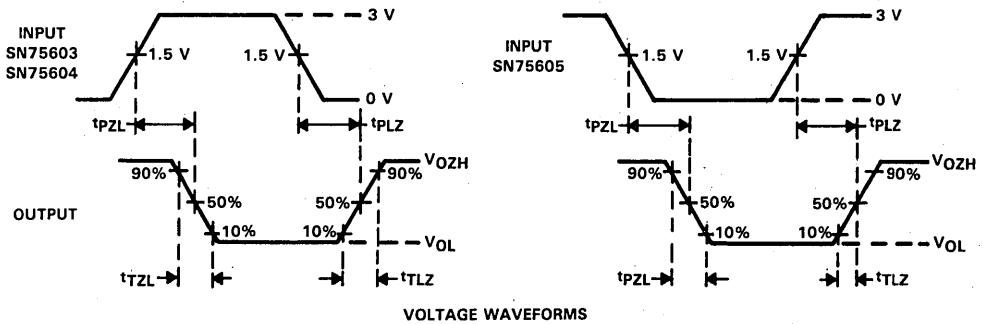 INPUT
SN75603
SN75604
3 V
1.5 V
1.5 V
0 V
tPZL
tPLZ
OUTPUT
VOZH
90%
90%
50%
50%
10%
10%
VOL
tTZL
tTLZ
INPUT
SN75605
3 V
1.5 V
1.5 V
0 V
tPZL
tPLZ
VOZH
90%
90%
50%
50%
10%
10%
VOL
tPZL
tTLZ
VOLTAGE WAVEFORMS